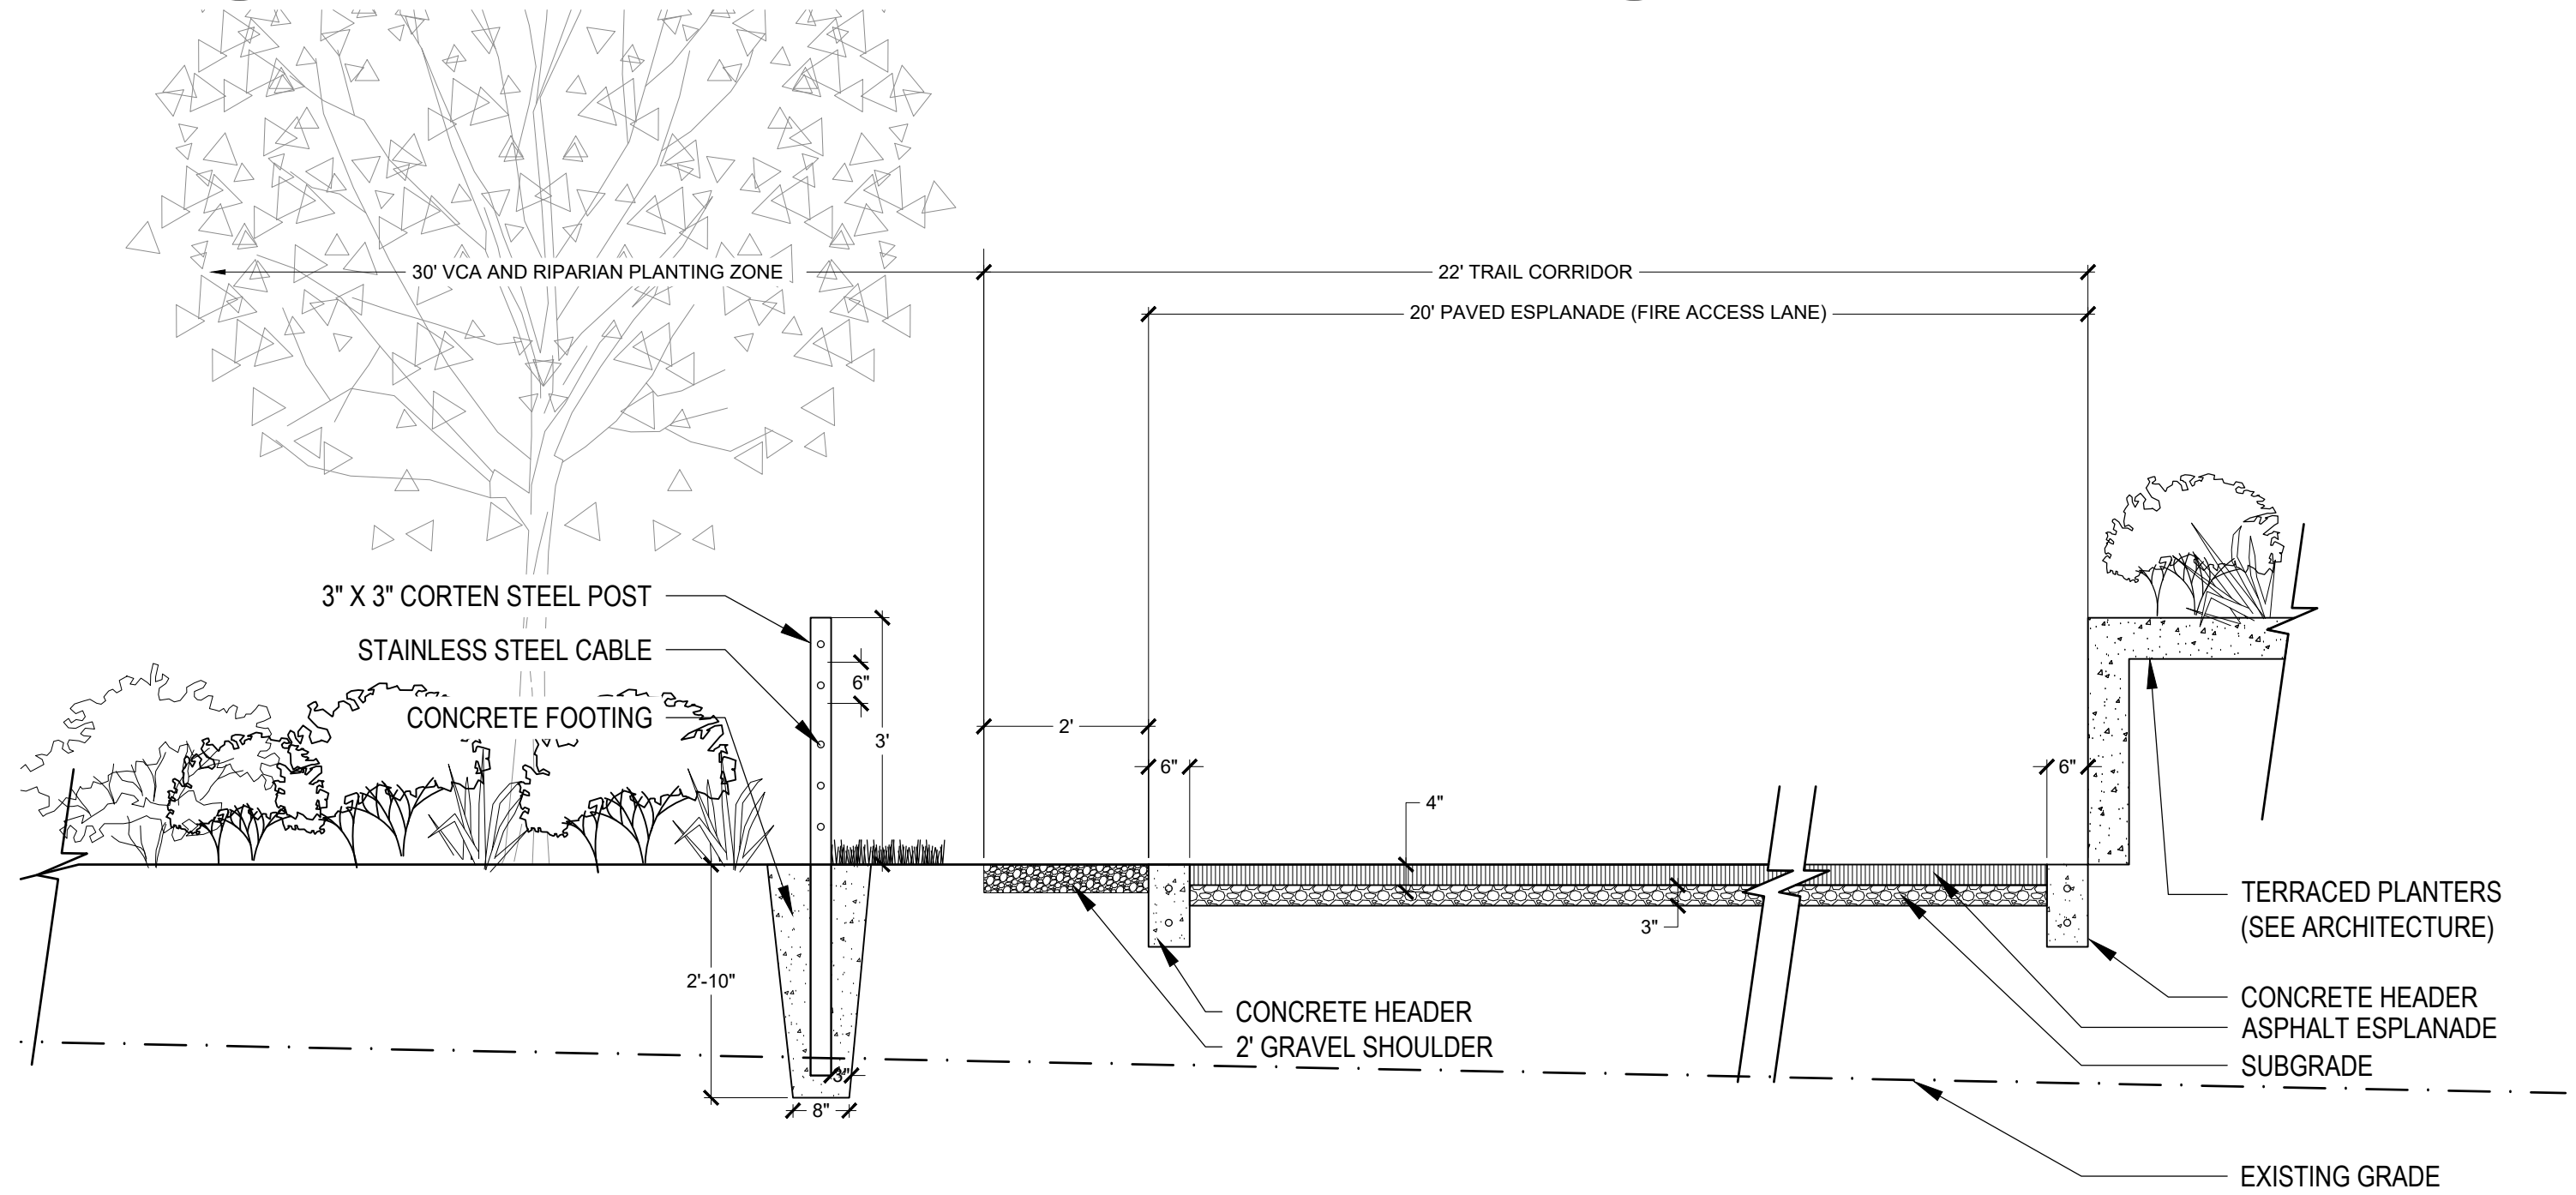 30' VCA AND RIPARIAN PLANTING ZONE
22' TRAIL CORRIDOR
20' PAVED ESPLANADE (FIRE ACCESS LANE)
3" X 3" CORTEN STEEL POST
STAINLESS STEEL CABLE
CONCRETE FOOTING
6"
3'
2'
6"
6"
4"
3"
2'-10"
3"
8"
CONCRETE HEADER
2' GRAVEL SHOULDER
TERRACED PLANTERS
(SEE ARCHITECTURE)
CONCRETE HEADER
ASPHALT ESPLANADE
SUBGRADE
EXISTING GRADE